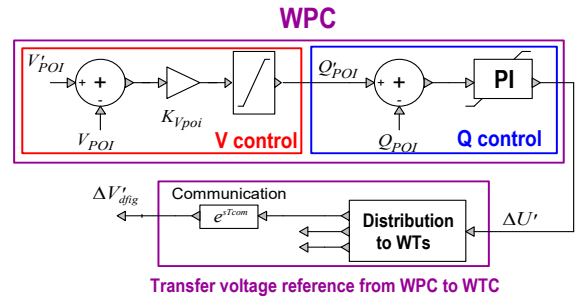 WPC
V'POI
+
+
-
VPOI
KVpoi
V control
Q'POI
+
+
-
QPOI
PI
Q control
Communication
ΔV'dfig
e^sTcom
Distribution
to WTs
ΔU'
Transfer voltage reference from WPC to WTC